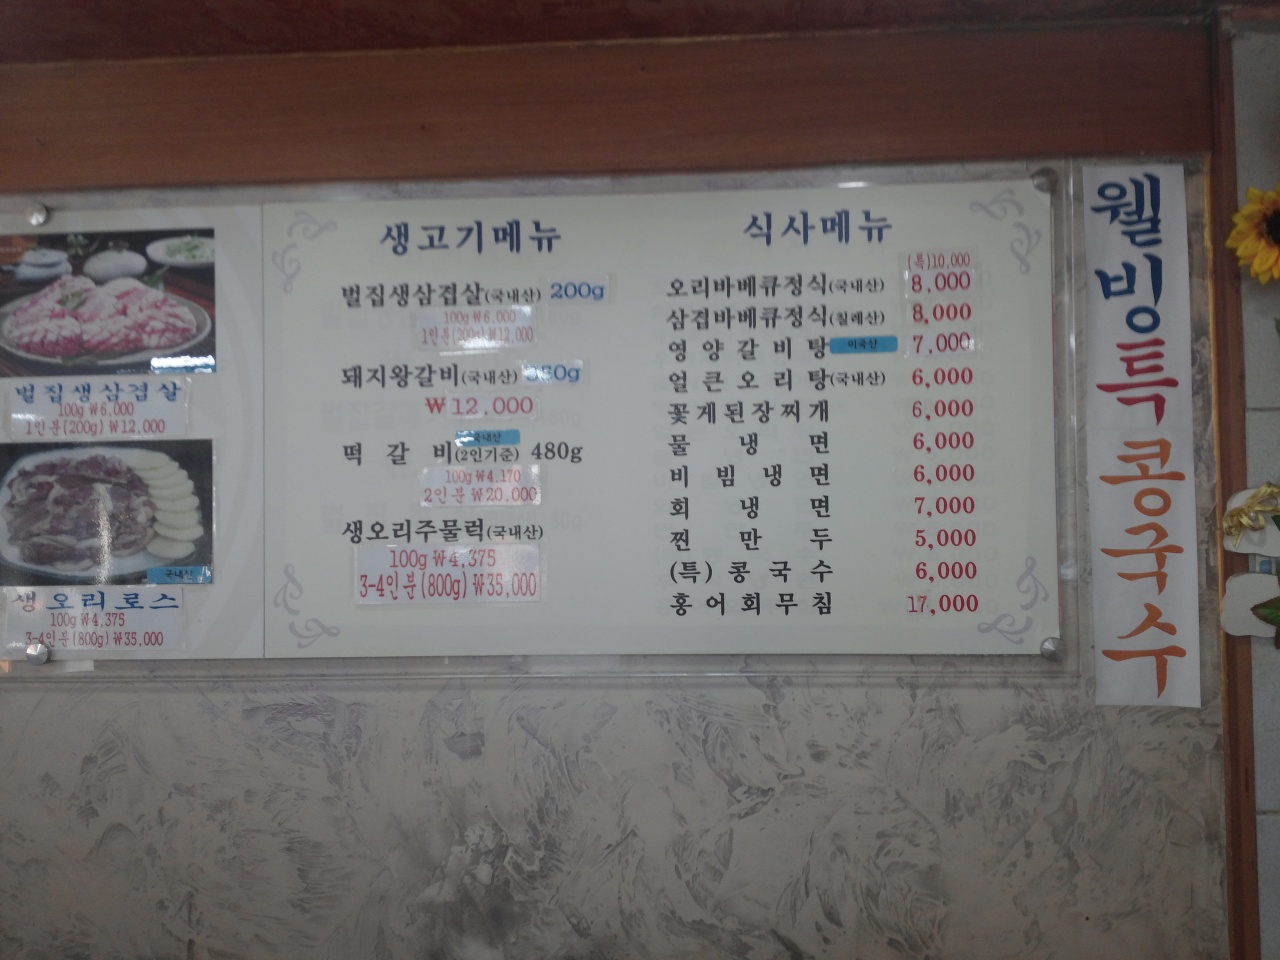 벌집생삼겹살
100g ₩6,000
1인분(200g) ₩12,000
국내산
생오리로스
100g ₩4,375
3-4인분(800g) ₩35,000
생고기메뉴
벌집생삼겹살(국내산) 200g
100g ₩6,000
1인분(200g) ₩12,000
돼지왕갈비(국내산)
₩12,000
국내산
떡 갈 비(2인기준) 480g
100g ₩4,170
2인분 ₩20,000
생오리주물럭(국내산)
100g ₩4,375
3-4인분(800g) ₩35,000
식사메뉴
(특)10,000
오리바베큐정식(국내산) 8,000
삼겹바베큐정식(칠레산) 8,000
영양갈비탕 미국산 7,000
얼큰오리탕(국내산) 6,000
꽃게된장찌개 6,000
물 냉 면 6,000
비 빔 냉 면 6,000
회 냉 면 7,000
찐 만 두 5,000
(특) 콩 국 수 6,000
홍 어 회 무 침 17,000
웰빙특콩국수